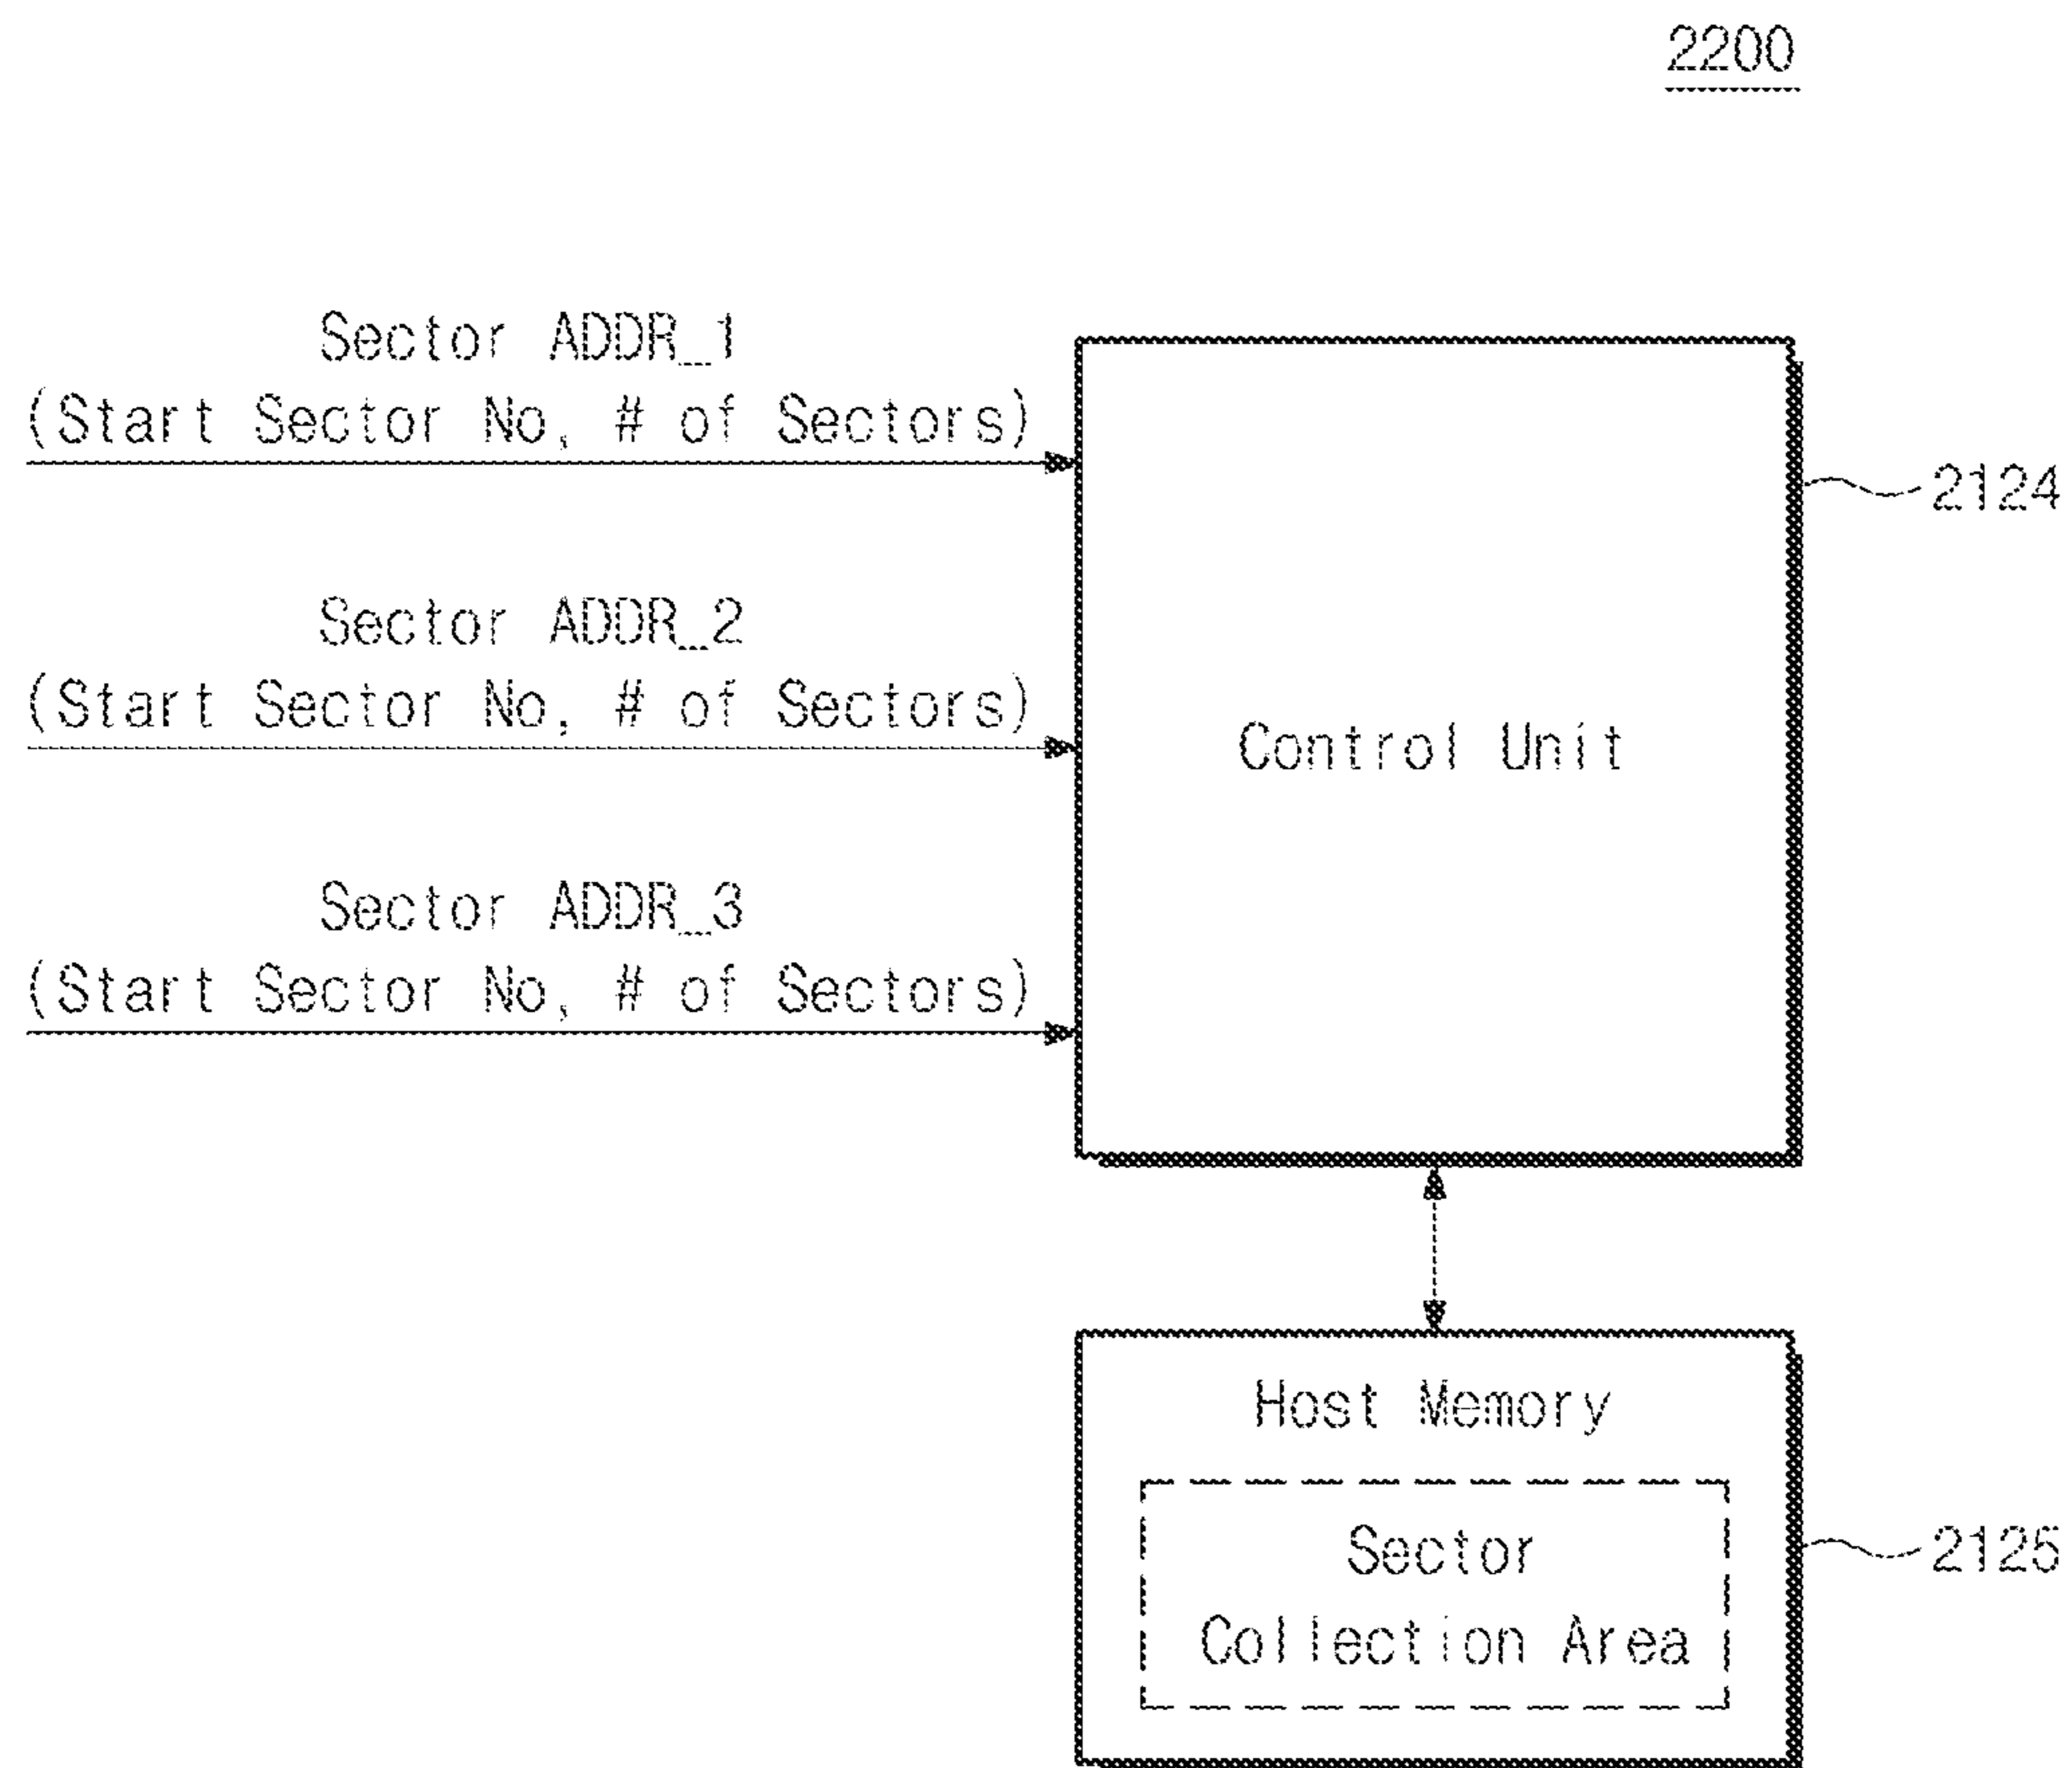 2200
Sector ADDR_1
(Start Sector No, # of Sectors)
2124
Sector ADDR_2
(Start Sector No, # of Sectors)
Control Unit
Sector ADDR_3
(Start Sector No, # of Sectors)
Host Memory
Sector
2125
Collection Area